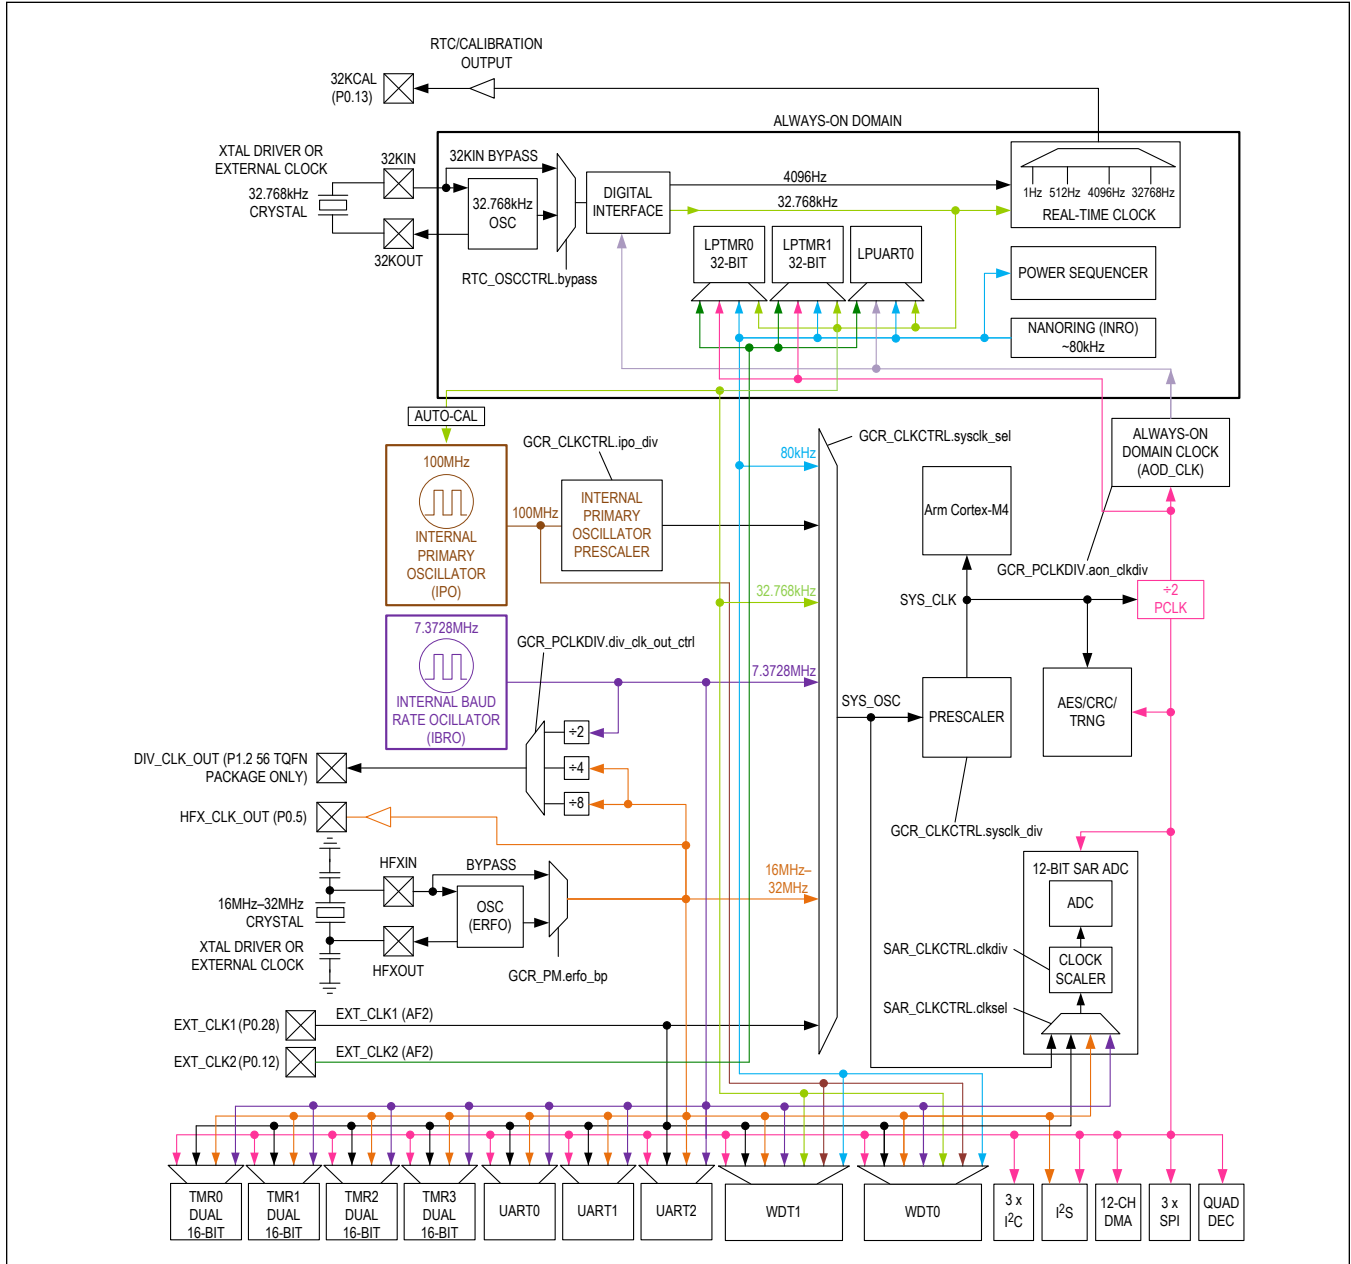 RTC/CALIBRATION
OUTPUT
32KCAL
(P0.13)
ALWAYS-ON DOMAIN
XTAL DRIVER OR
EXTERNAL CLOCK
32.768kHz
CRYSTAL
32KIN
32KOUT
32KIN BYPASS
32.768kHz
OSC
RTC_OSCCTRL.bypass
DIGITAL
INTERFACE
4096Hz
32.768kHz
1Hz
512Hz
4096Hz
32768Hz
REAL-TIME CLOCK
LPTMR0
32-BIT
LPTMR1
32-BIT
LPUART0
POWER SEQUENCER
NANORING (INRO)
~80kHz
AUTO-CAL
100MHz
INTERNAL
PRIMARY
OSCILLATOR
(IPO)
100MHz
GCR_CLKCTRL.ipo_div
INTERNAL
PRIMARY
OSCILLATOR
PRESCALER
GCR_CLKCTRL.sysclk_sel
80kHz
32.768kHz
7.3728MHz
16MHz–
32MHz
ALWAYS-ON
DOMAIN CLOCK
(AOD_CLK)
Arm Cortex-M4
GCR_PCLKDIV.aon_clkdiv
SYS_CLK
÷2
PCLK
7.3728MHz
INTERNAL BAUD
RATE OCILLATOR
(IBRO)
GCR_PCLKDIV.div_clk_out_ctrl
÷2
÷4
÷8
SYS_OSC
PRESCALER
AES/CRC/
TRNG
GCR_CLKCTRL.sysclk_div
DIV_CLK_OUT (P1.2 56 TQFN
PACKAGE ONLY)
HFX_CLK_OUT (P0.5)
HFXIN
BYPASS
16MHz–32MHz
CRYSTAL
OSC
(ERFO)
XTAL DRIVER OR
EXTERNAL CLOCK
HFXOUT
GCR_PM.erfo_bp
12-BIT SAR ADC
ADC
SAR_CLKCTRL.clkdiv
CLOCK
SCALER
SAR_CLKCTRL.clksel
EXT_CLK1 (P0.28)
EXT_CLK1 (AF2)
EXT_CLK2 (P0.12)
EXT_CLK2 (AF2)
TMR0
DUAL
16-BIT
TMR1
DUAL
16-BIT
TMR2
DUAL
16-BIT
TMR3
DUAL
16-BIT
UART0
UART1
UART2
WDT1
WDT0
3 x
I²C
I²S
12-CH
DMA
3 x
SPI
QUAD
DEC